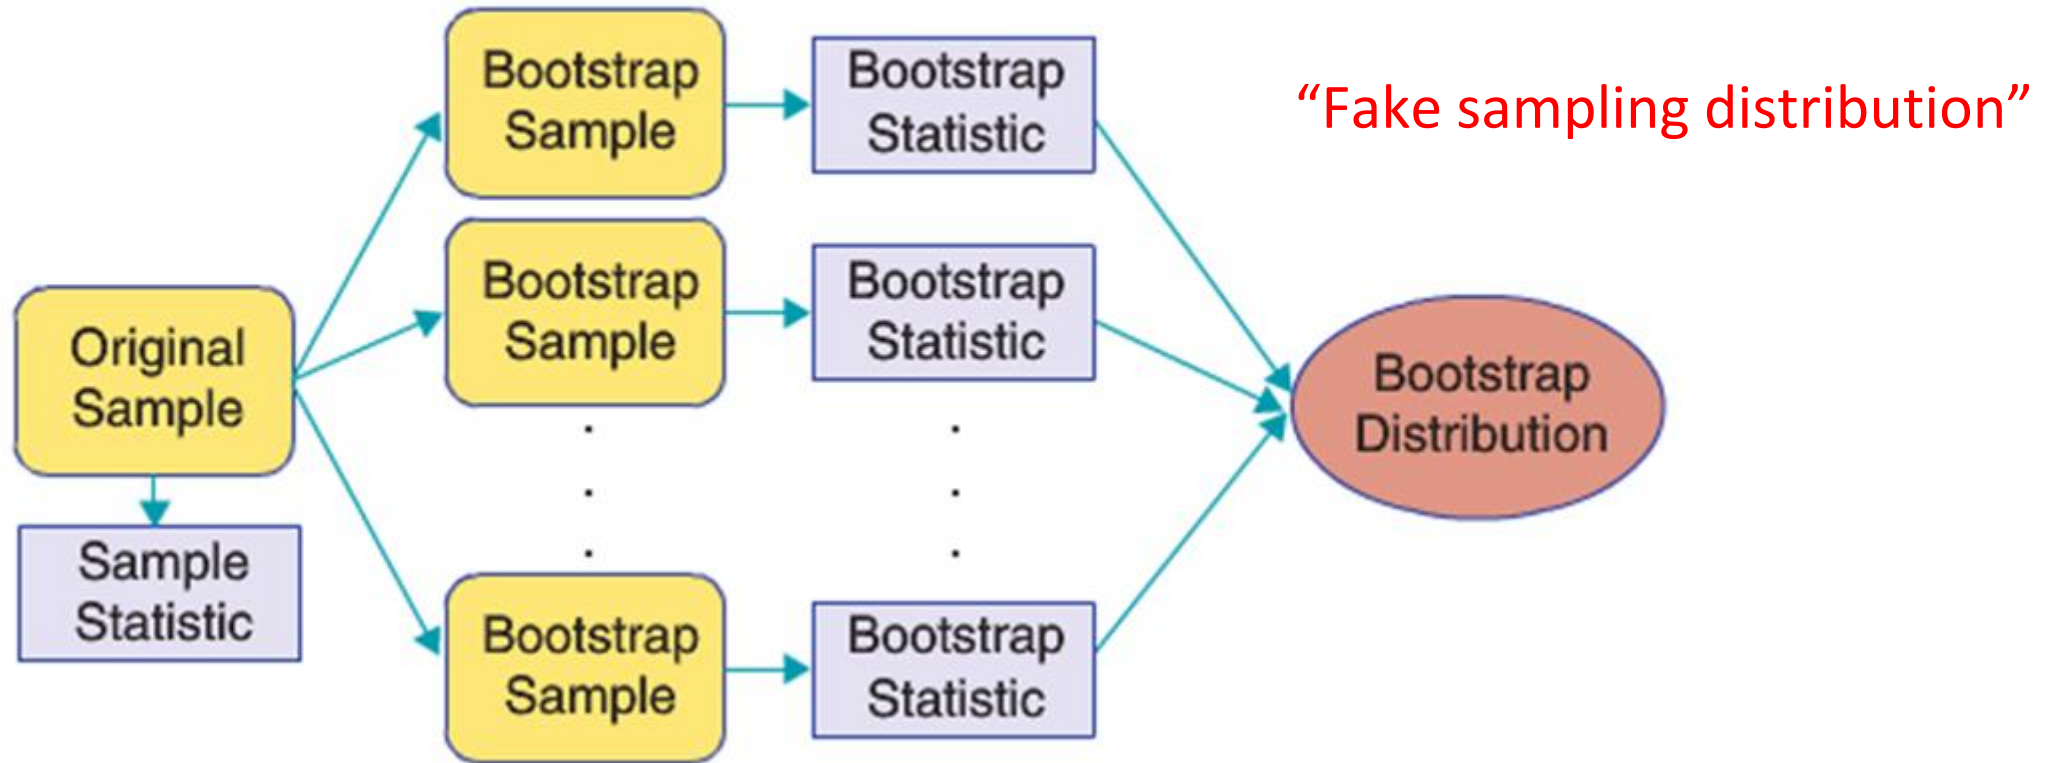 Bootstrap
Sample
Bootstrap
Statistic
“Fake sampling distribution”
Bootstrap
Sample
Bootstrap
Statistic
Original
Sample
Bootstrap
Distribution
Sample
Statistic
Bootstrap
Sample
Bootstrap
Statistic